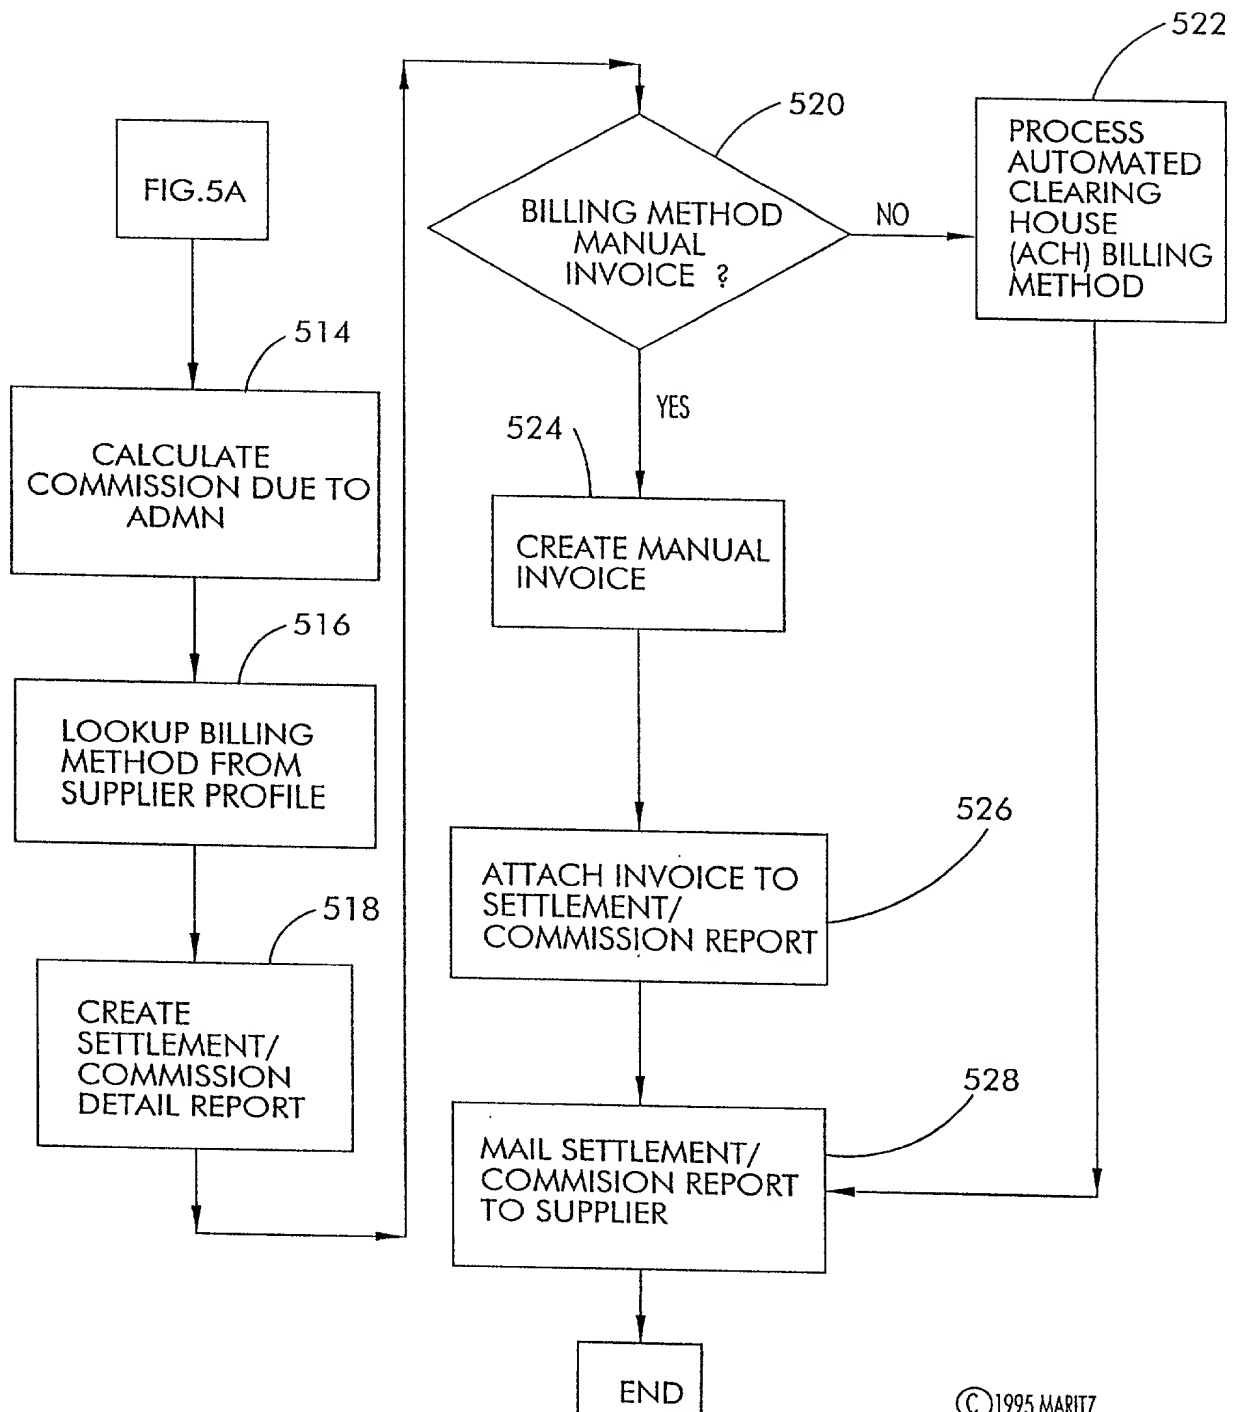 FIG.5A
514
CALCULATE
COMMISSION DUE TO
ADMN
516
LOOKUP BILLING
METHOD FROM
SUPPLIER PROFILE
518
CREATE
SETTLEMENT/
COMMISSION
DETAIL REPORT
520
BILLING METHOD
MANUAL
INVOICE ?
NO
522
PROCESS
AUTOMATED
CLEARING
HOUSE
(ACH) BILLING
METHOD
YES
524
CREATE MANUAL
INVOICE
526
ATTACH INVOICE TO
SETTLEMENT/
COMMISSION REPORT
528
MAIL SETTLEMENT/
COMMISION REPORT
TO SUPPLIER
END
©1995 MARITZ